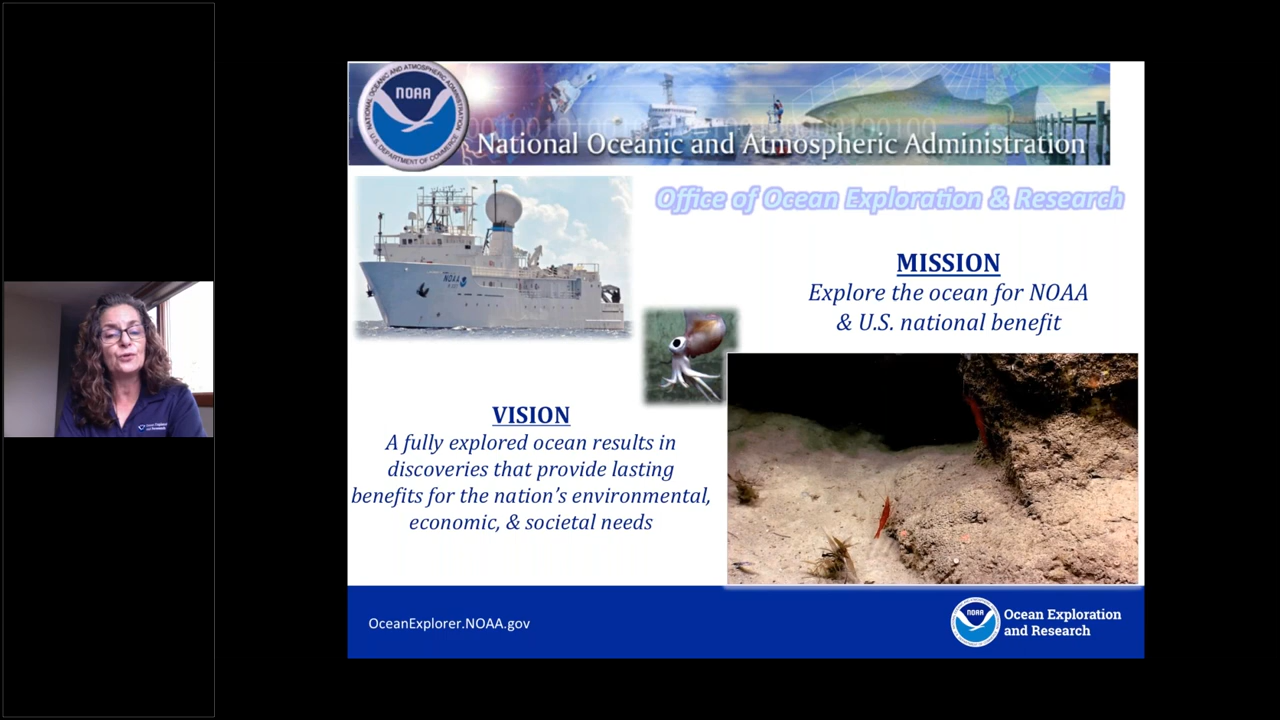 NATIONAL OCEANIC AND ATMOSPHERIC ADMINISTRATION
NOAA
U.S. DEPARTMENT OF COMMERCE
National Oceanic and Atmospheric Administration
Office of Ocean Exploration & Research
NOAA
MISSION
Explore the ocean for NOAA
& U.S. national benefit
VISION
A fully explored ocean results in
discoveries that provide lasting
benefits for the nation’s environmental,
economic, & societal needs
OceanExplorer.NOAA.gov
NOAA
Ocean Exploration
and Research